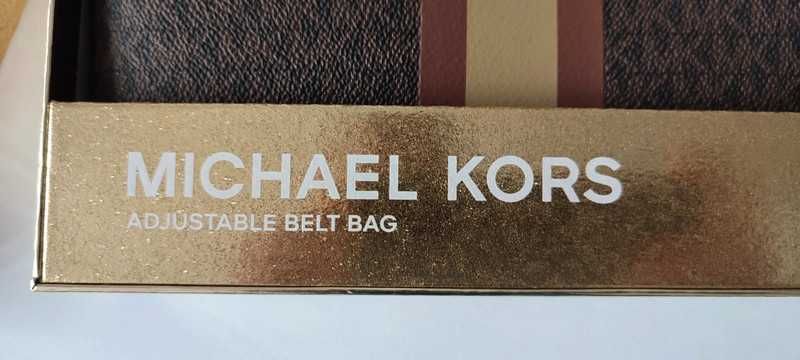 MICHAEL KORS
ADJUSTABLE BELT BAG